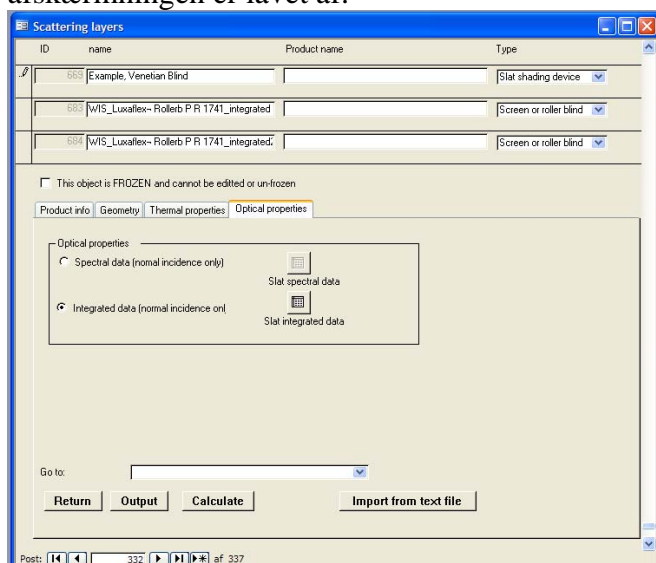 afskærmningen er lavet af.
Scattering layers
ID name Product name Type
669 Example, Venetian Blind Slat shading device
683 WIS_Luxaflex¬ Rollerb P R 1741_integrated Screen or roller blind
684 WIS_Luxaflex¬ Rollerb P R 1741_integrated: Screen or roller blind
This object is FROZEN and cannot be editted or un-frozen
Product info Geometry Thermal properties Optical properties
Optical properties
Spectral data (nomal incidence only)
Slat spectral data
Integrated data (normal incidence onl
Slat integrated data
Go to:
Return Output Calculate Import from text file
Post: 332 af 337